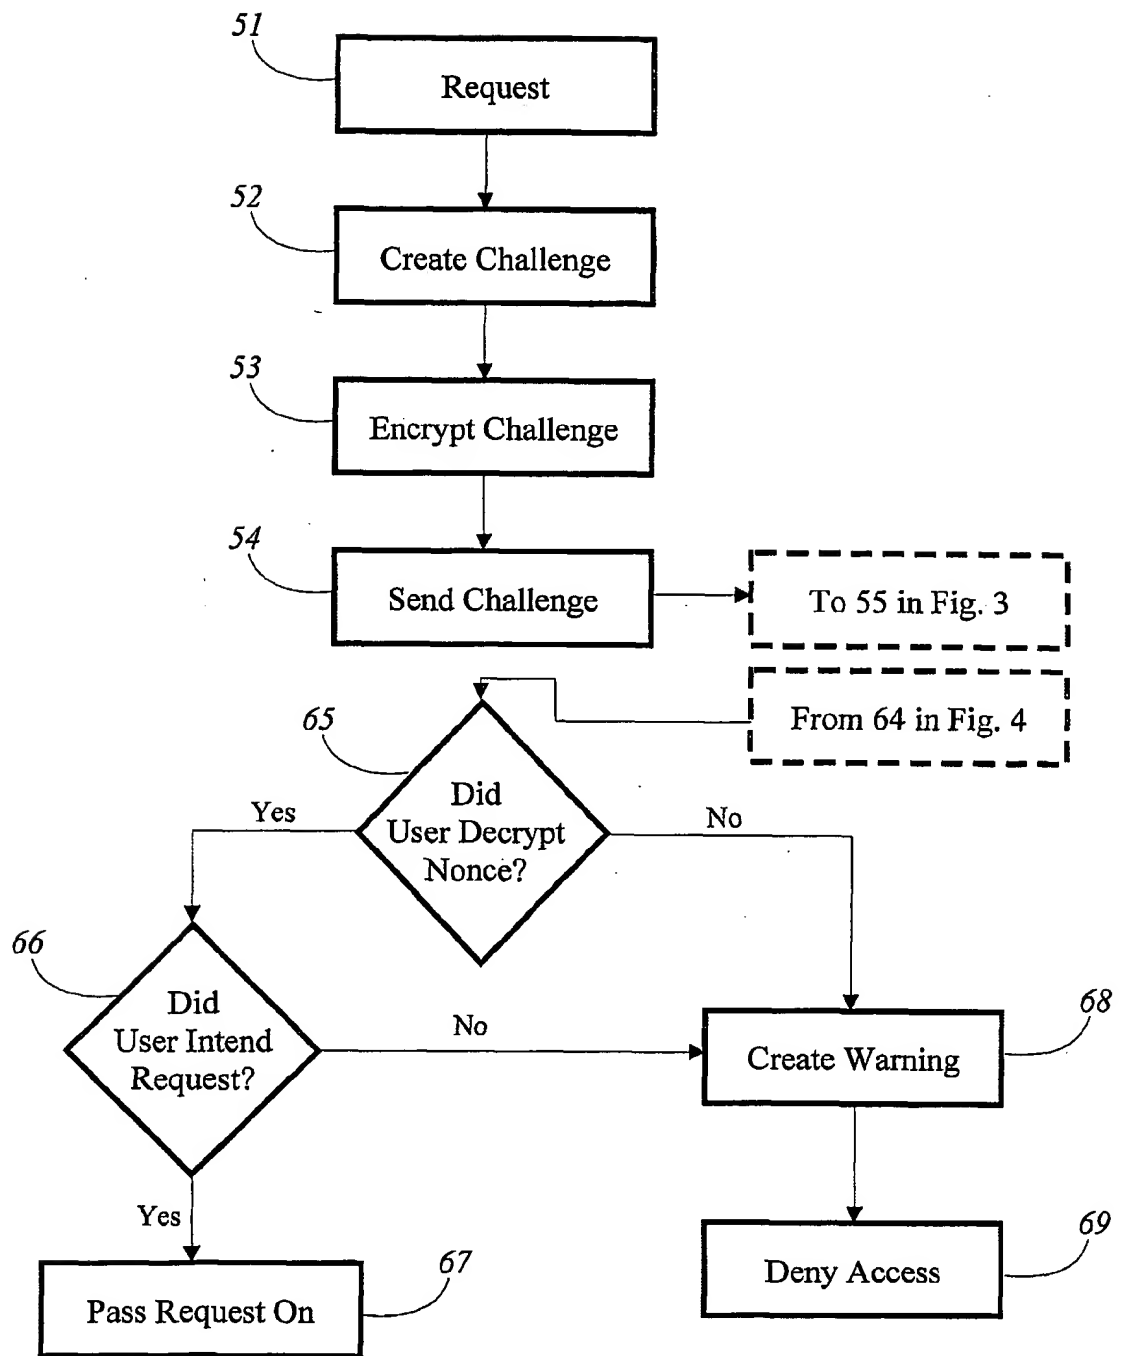 51
Request
52
Create Challenge
53
Encrypt Challenge
54
Send Challenge
To 55 in Fig. 3
From 64 in Fig. 4
65
Did
User Decrypt
Nonce?
Yes
No
66
Did
User Intend
Request?
No
68
Create Warning
Yes
67
Pass Request On
69
Deny Access